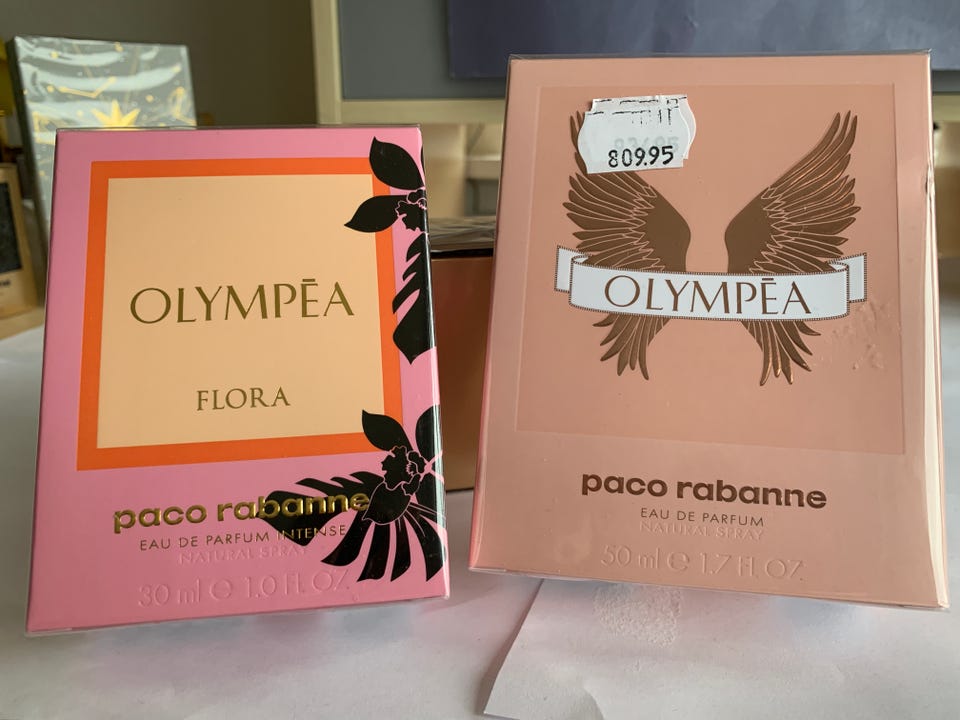 OLYMPĒA
FLORA
paco rabanne
EAU DE PARFUM INTENSE
NATURAL SPRAY
30 ml e 1.0 FL. OZ.
809.95
OLYMPĒA
paco rabanne
EAU DE PARFUM
NATURAL SPRAY
50 ml e 1.7 FL. OZ.